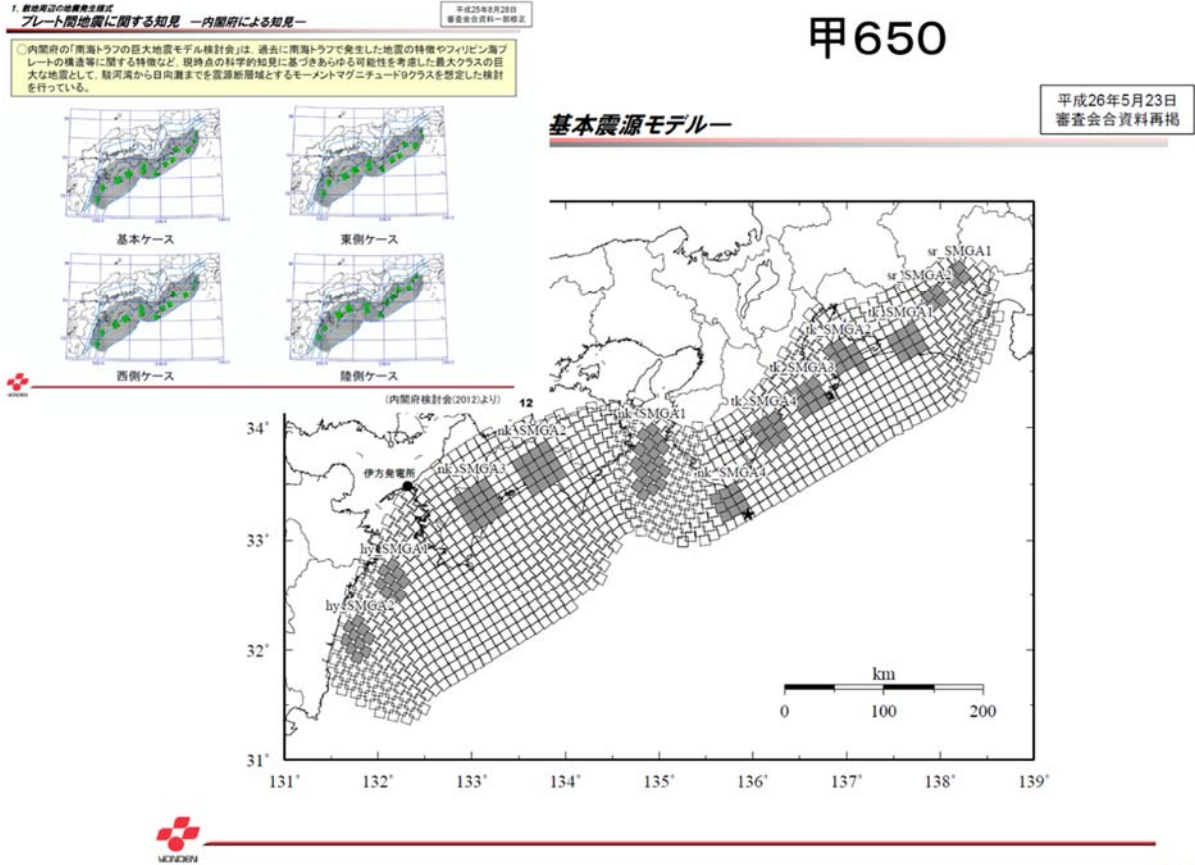 1. 敷地周辺の地震発生様式
プレート間地震に関する知見 ―内閣府による知見―
平成25年8月28日
審査会合資料一部修正
○内閣府の「南海トラフの巨大地震モデル検討会」は、過去に南海トラフで発生した地震の特徴やフィリピン海プ
レートの構造等に関する特徴など、現時点の科学的知見に基づきあらゆる可能性を考慮した最大クラスの巨
大な地震として、駿河湾から日向灘までを震源断層域とするモーメントマグニチュード9クラスを想定した検討
を行っている。
基本ケース
東側ケース
西側ケース
陸側ケース
(内閣府検討会(2012)より)
12
YONDEN
甲650
基本震源モデルー
平成26年5月23日
審査会合資料再掲
sr_SMGA1
sr_SMGA2
tk_SMGA1
tk_SMGA2
tk_SMGA3
tk_SMGA4
nk_SMGA1
nk_SMGA2
nk_SMGA3
nk_SMGA4
伊方発電所
hy_SMGA1
hy_SMGA2
34°
33°
32°
31°
km
0 100 200
131° 132° 133° 134° 135° 136° 137° 138° 139°
YONDEN